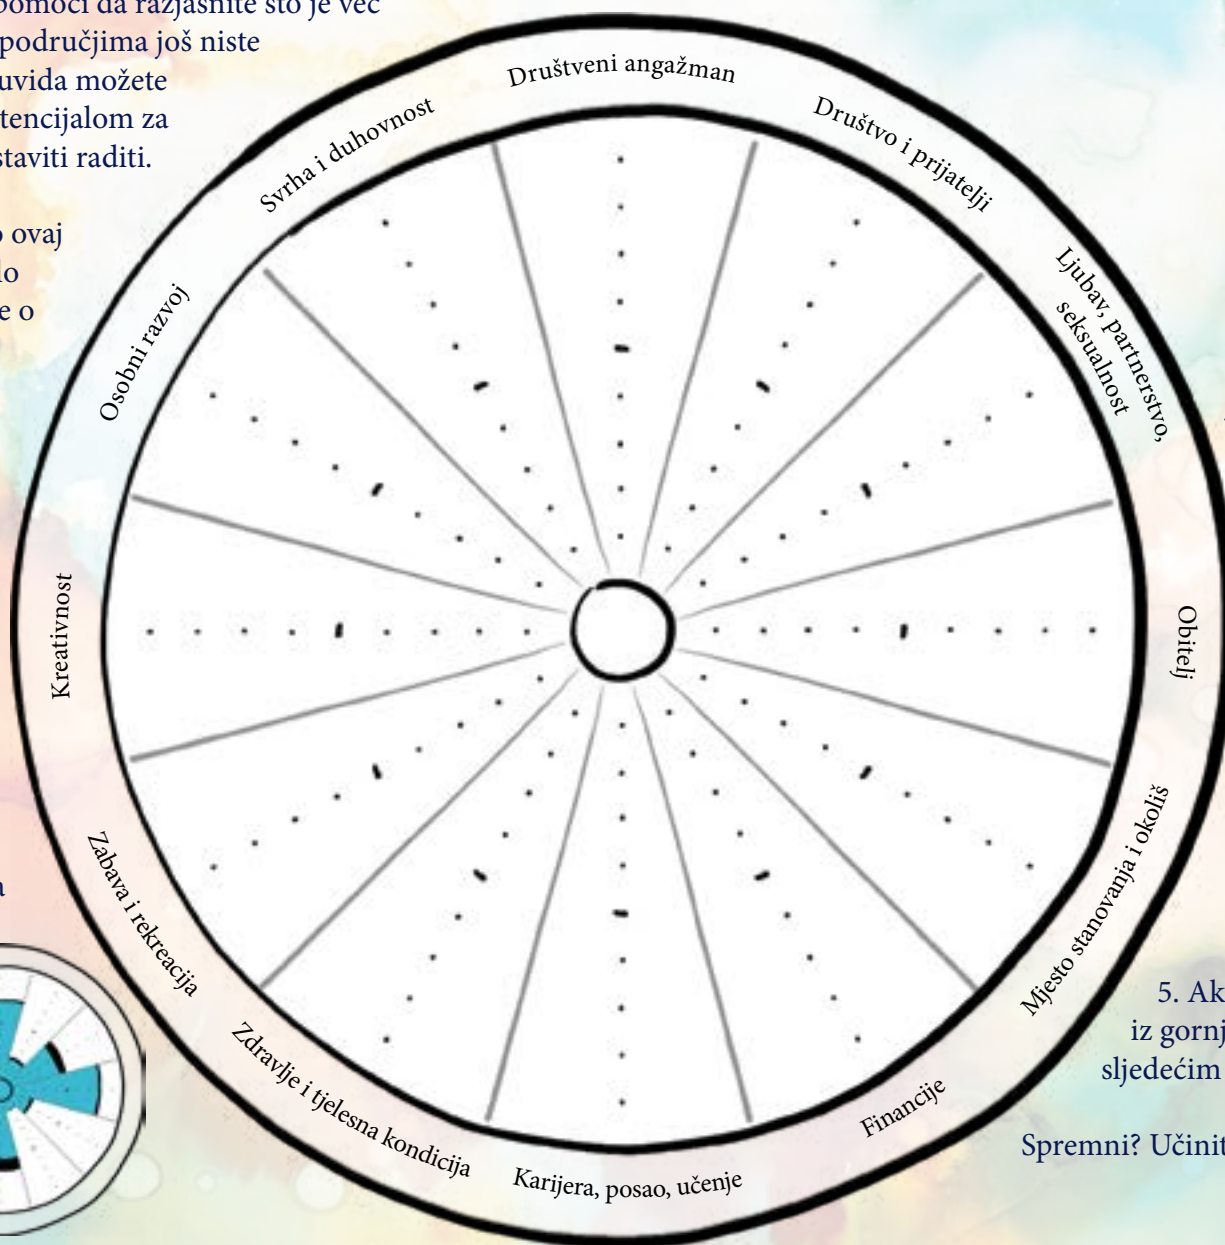 pomoći da razjasnite što je već
područjima još niste
uvida možete
tencijalom za
staviti raditi.
ovaj
lo
e o
a
Društveni angažman
Društvo i prijatelji
Ljubav, partnerstvo,
seksualnost
Obitelj
Mjesto stanovanja i okoliš
Financije
Karijera, posao, učenje
Zdravlje i tjelesna kondicija
Zabava i rekreacija
Kreativnost
Osobni razvoj
Svrha i duhovnost
5. Ak
iz gornj
sljedećim
Spremni? Učinit